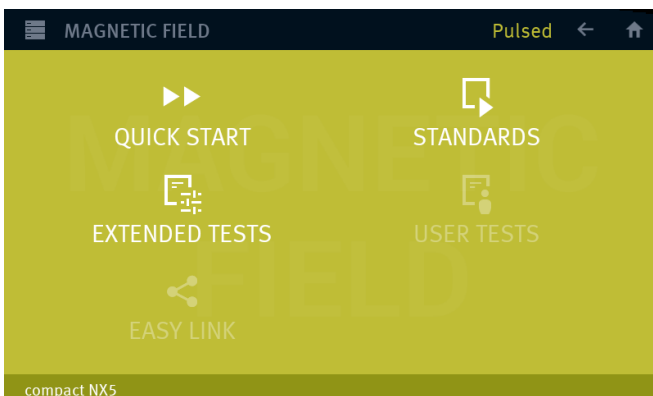 MAGNETIC FIELD Pulsed
QUICK START STANDARDS
EXTENDED TESTS USER TESTS
EASY LINK
MAGNETIC
FIELD
compact NX5